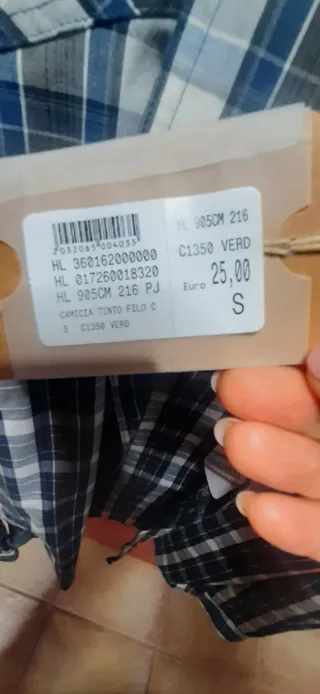 2032065004035
HL 360162000000
HL 017260018320
HL 905CM 216 PJ
CAMICIA TINTO FILO C
S C1350 VERD
HL 905CM 216
C1350 VERD
Euro 25,00
S